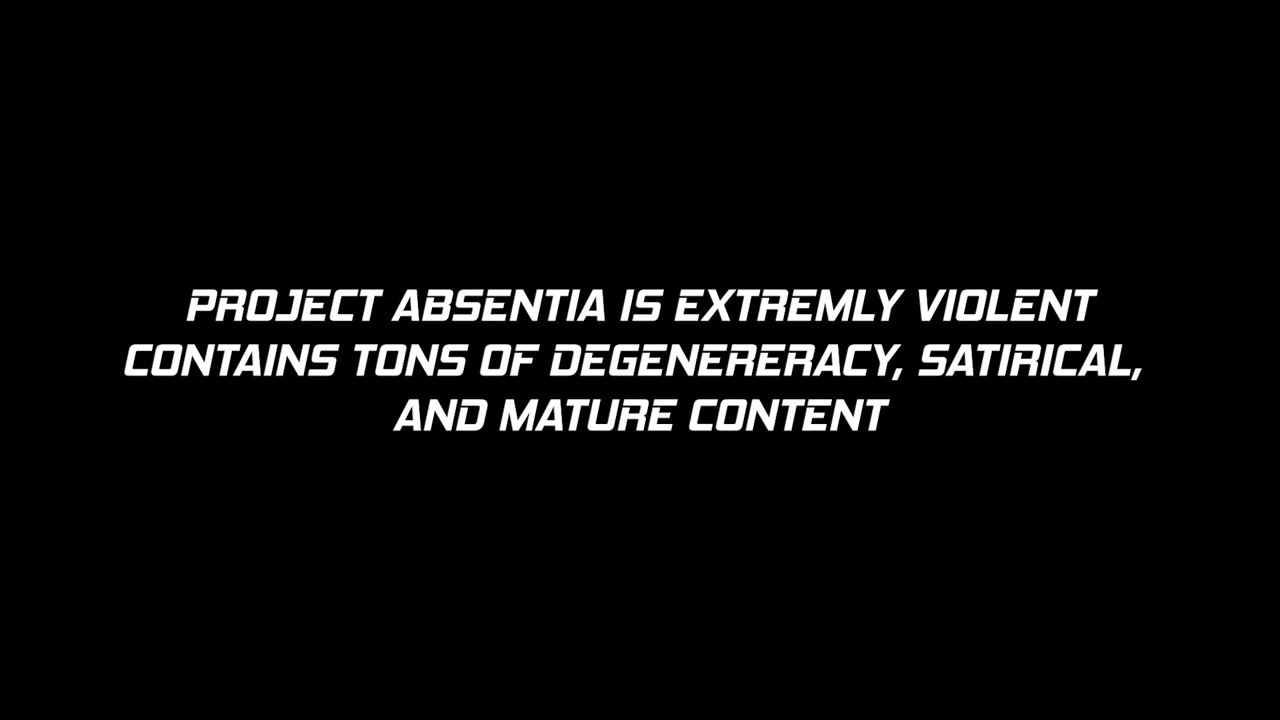 PROJECT ABSENTIA IS EXTREMLY VIOLENT
CONTAINS TONS OF DEGENERERACY, SATIRICAL,
AND MATURE CONTENT